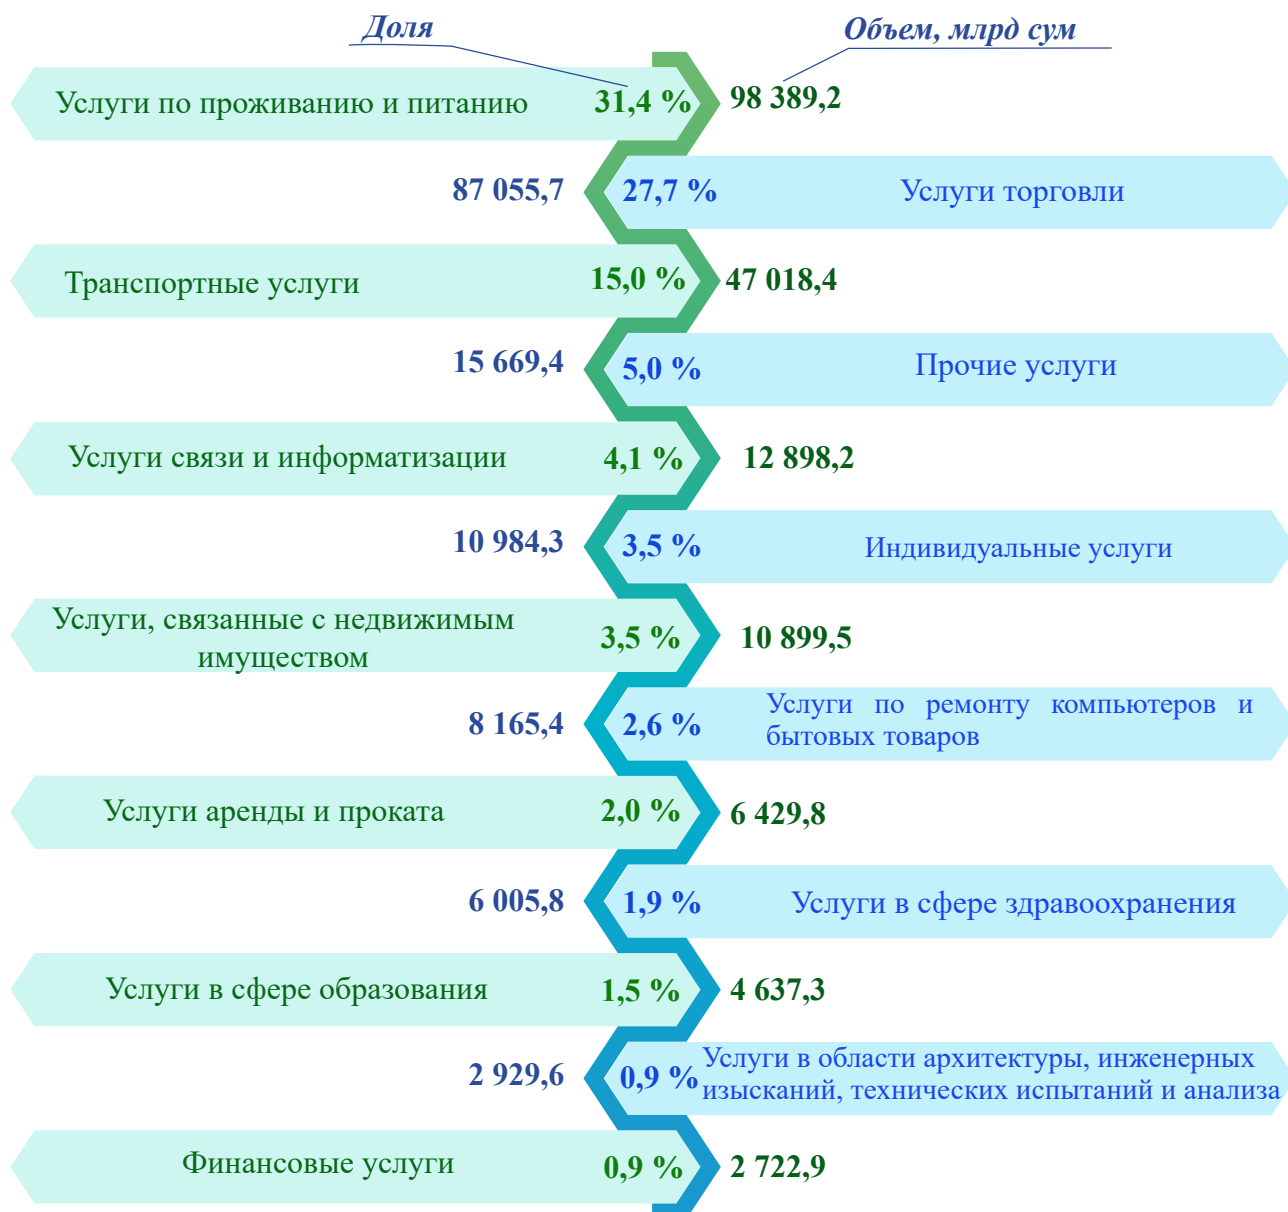 Доля
Объем, млрд сум
Услуги по проживанию и питанию 31,4 % 98 389,2
87 055,7 27,7 % Услуги торговли
Транспортные услуги 15,0 % 47 018,4
15 669,4 5,0 % Прочие услуги
Услуги связи и информатизации 4,1 % 12 898,2
10 984,3 3,5 % Индивидуальные услуги
Услуги, связанные с недвижимым
имуществом
3,5 % 10 899,5
8 165,4 2,6 %
Услуги по ремонту компьютеров и
бытовых товаров
Услуги аренды и проката 2,0 % 6 429,8
6 005,8 1,9 % Услуги в сфере здравоохранения
Услуги в сфере образования 1,5 % 4 637,3
2 929,6 0,9 %
Услуги в области архитектуры, инженерных
изысканий, технических испытаний и анализа
Финансовые услуги 0,9 % 2 722,9